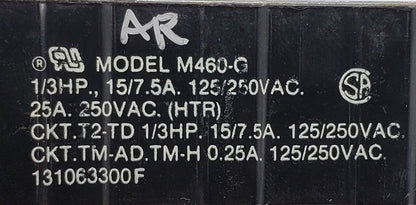 AR
® MODEL M460-G
1/3HP., 15/7.5A. 125/250VAC.
25A. 250VAC. (HTR)
CKT.T2-TD 1/3HP. 15/7.5A. 125/250VAC.
CKT.TM-AD.TM-H 0.25A. 125/250VAC.
131063300F